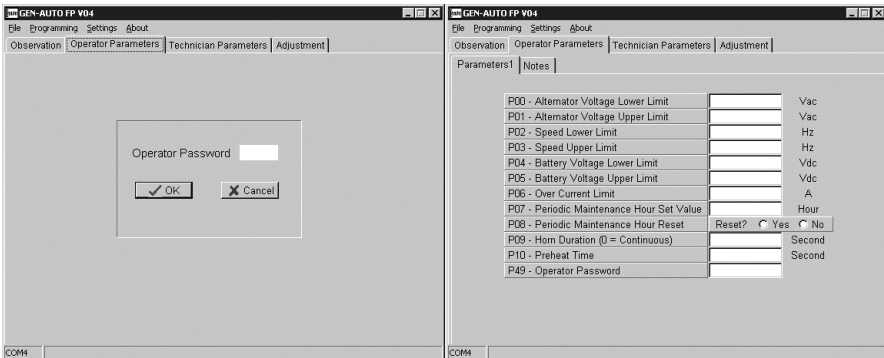 GEN-AUTO FP V04
File Programming Settings About
Observation Operator Parameters Technician Parameters Adjustment
Operator Password
OK Cancel
COM4
GEN-AUTO FP V04
File Programming Settings About
Observation Operator Parameters Technician Parameters Adjustment
Parameters1 Notes
P00 - Alternator Voltage Lower Limit Vac
P01 - Alternator Voltage Upper Limit Vac
P02 - Speed Lower Limit Hz
P03 - Speed Upper Limit Hz
P04 - Battery Voltage Lower Limit Vdc
P05 - Battery Voltage Upper Limit Vdc
P06 - Over Current Limit A
P07 - Periodic Maintenance Hour Set Value Hour
P08 - Periodic Maintenance Hour Reset Reset? Yes No
P09 - Horn Duration (0 = Continuous) Second
P10 - Preheat Time Second
P49 - Operator Password
COM4